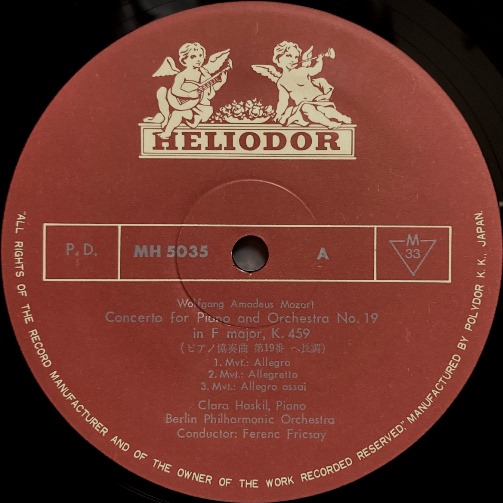 HELIODOR
P.D. MH 5035 A M 33
Wolfgang Amadeus Mozart
Concerto for Piano and Orchestra No. 19
in F major, K. 459
(ピアノ協奏曲 第19番 ヘ長調)
1. Mvt.: Allegro
2. Mvt.: Allegretto
3. Mvt.: Allegro assai
Clara Haskil, Piano
Berlin Philharmonic Orchestra
Conductor: Ferenc Fricsay
"ALL RIGHTS OF THE RECORD MANUFACTURER AND OF THE OWNER OF THE WORK RECORDED RESERVED" MANUFACTURED BY POLYDOR K.K., JAPAN.